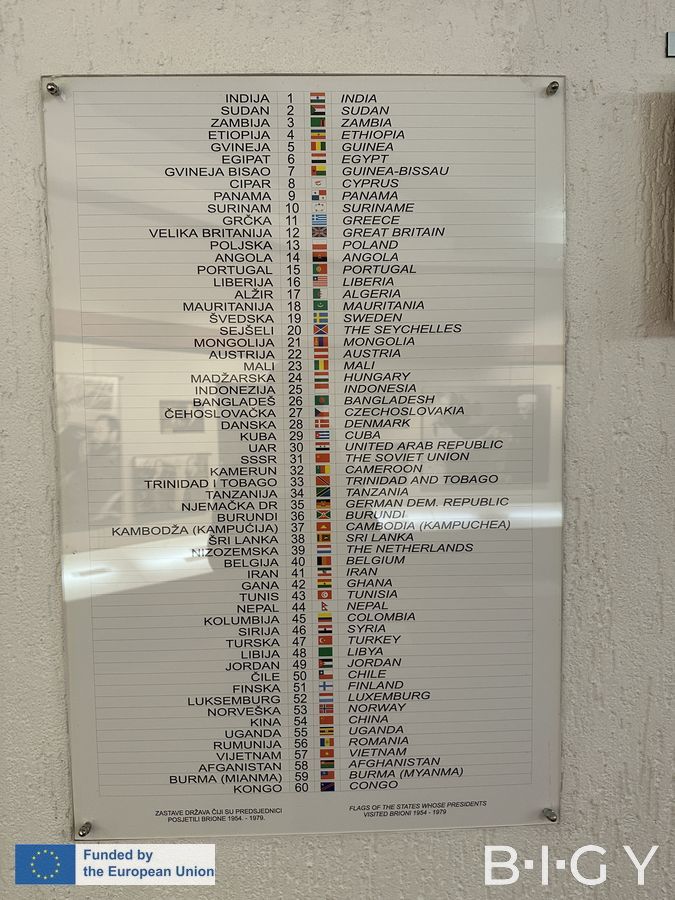 INDIJA 1 INDIA
SUDAN 2 SUDAN
ZAMBIJA 3 ZAMBIA
ETIOPIJA 4 ETHIOPIA
GVINEJA 5 GUINEA
EGIPAT 6 EGYPT
GVINEJA BISAO 7 GUINEA-BISSAU
CIPAR 8 CYPRUS
PANAMA 9 PANAMA
SURINAM 10 SURINAME
GRČKA 11 GREECE
VELIKA BRITANIJA 12 GREAT BRITAIN
POLJSKA 13 POLAND
ANGOLA 14 ANGOLA
PORTUGAL 15 PORTUGAL
LIBERIJA 16 LIBERIA
ALŽIR 17 ALGERIA
MAURITANIJA 18 MAURITANIA
ŠVEDSKA 19 SWEDEN
SEJŠELI 20 THE SEYCHELLES
MONGOLIJA 21 MONGOLIA
AUSTRIJA 22 AUSTRIA
MALI 23 MALI
MADŽARSKA 24 HUNGARY
INDONEZIJA 25 INDONESIA
BANGLADEŠ 26 BANGLADESH
ČEHOSLOVAČKA 27 CZECHOSLOVAKIA
DANSKA 28 DENMARK
KUBA 29 CUBA
UAR 30 UNITED ARAB REPUBLIC
SSSR 31 THE SOVIET UNION
KAMERUN 32 CAMEROON
TRINIDAD I TOBAGO 33 TRINIDAD AND TOBAGO
TANZANIJA 34 TANZANIA
NJEMAČKA DR 35 GERMAN DEM. REPUBLIC
BURUNDI 36 BURUNDI
KAMBODŽA (KAMPUČIJA) 37 CAMBODIA (KAMPUCHEA)
ŠRI LANKA 38 SRI LANKA
NIZOZEMSKA 39 THE NETHERLANDS
BELGIJA 40 BELGIUM
IRAN 41 IRAN
GANA 42 GHANA
TUNIS 43 TUNISIA
NEPAL 44 NEPAL
KOLUMBIJA 45 COLOMBIA
SIRIJA 46 SYRIA
TURSKA 47 TURKEY
LIBIJA 48 LIBYA
JORDAN 49 JORDAN
ČILE 50 CHILE
FINSKA 51 FINLAND
LUKSEMBURG 52 LUXEMBURG
NORVEŠKA 53 NORWAY
KINA 54 CHINA
UGANDA 55 UGANDA
RUMUNIJA 56 ROMANIA
VIJETNAM 57 VIETNAM
AFGANISTAN 58 AFGHANISTAN
BURMA (MIANMA) 59 BURMA (MYANMA)
KONGO 60 CONGO
ZASTAVE DRŽAVA ČIJI SU PREDSJEDNICI
POSJETILI BRIONE 1954. - 1979.
FLAGS OF THE STATES WHOSE PRESIDENTS
VISITED BRIONI 1954 - 1979
Funded by
the European Union
B·I·G Y